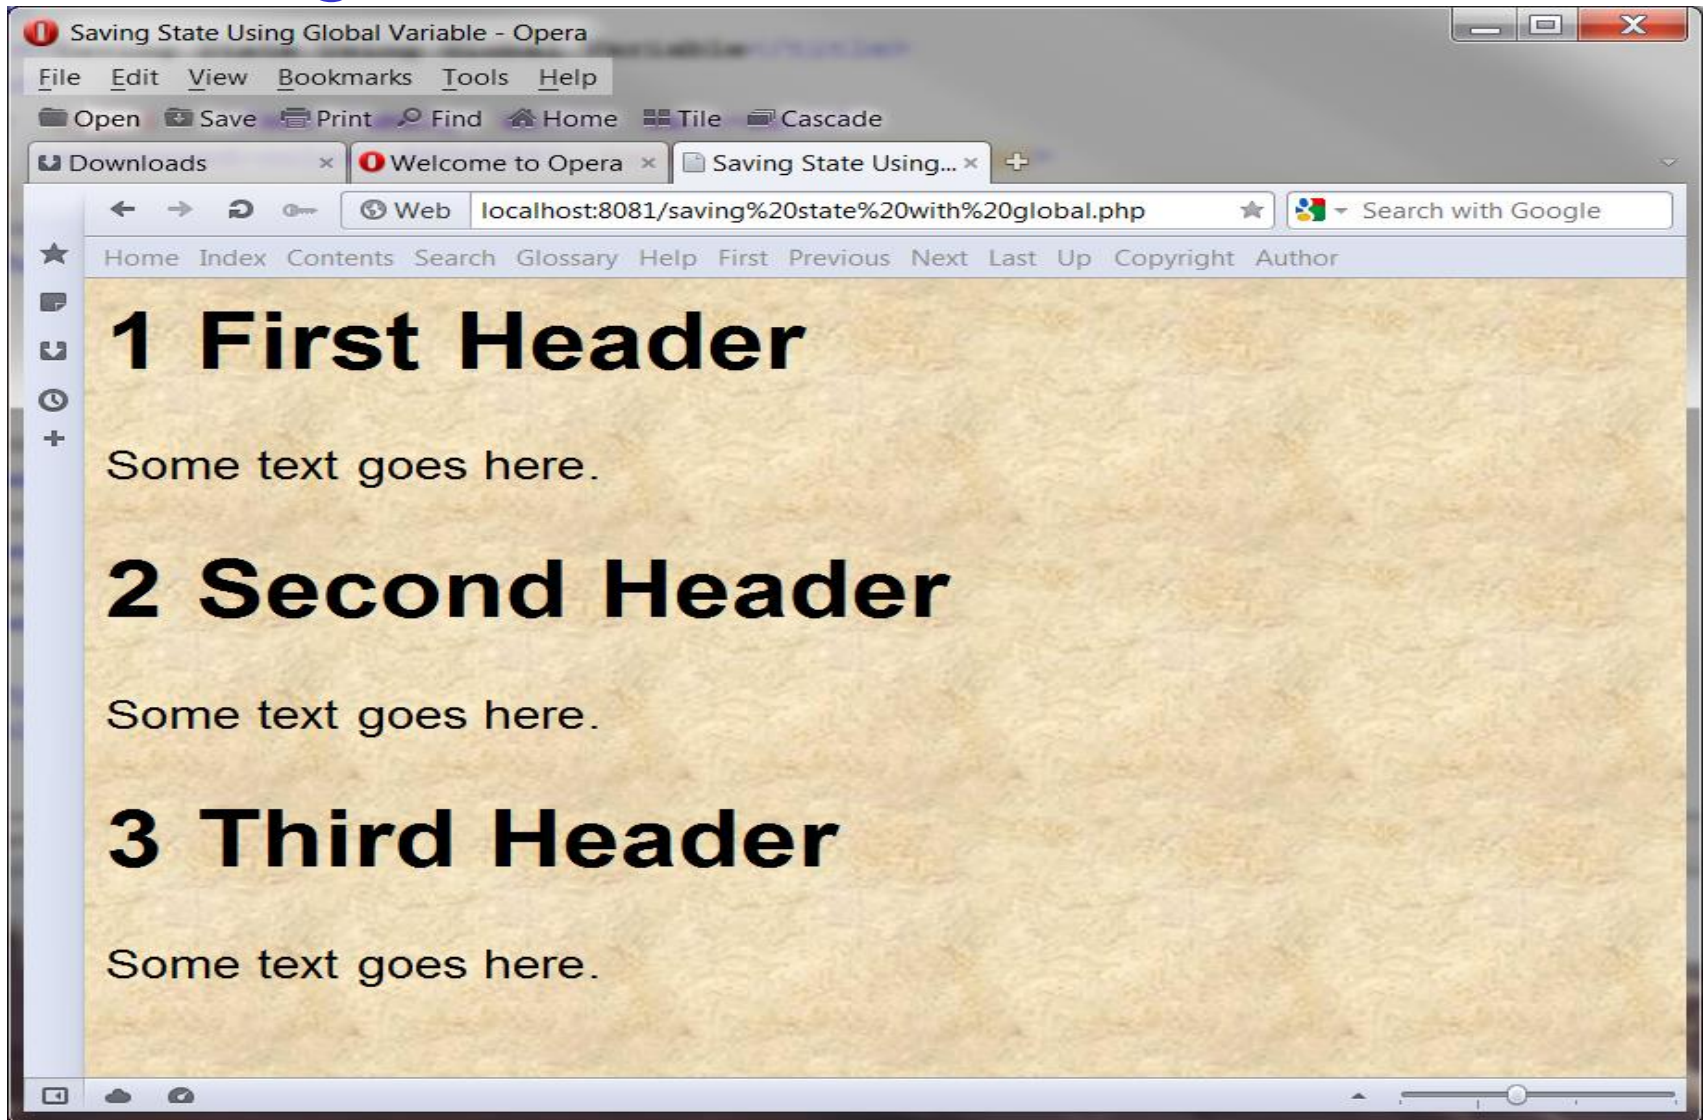 Saving State Using Global Variable - Opera
File Edit View Bookmarks Tools Help
Open Save Print Find Home Tile Cascade
Downloads Welcome to Opera Saving State Using...
Web localhost:8081/saving%20state%20with%20global.php Search with Google
Home Index Contents Search Glossary Help First Previous Next Last Up Copyright Author
1 First Header
Some text goes here.
2 Second Header
Some text goes here.
3 Third Header
Some text goes here.